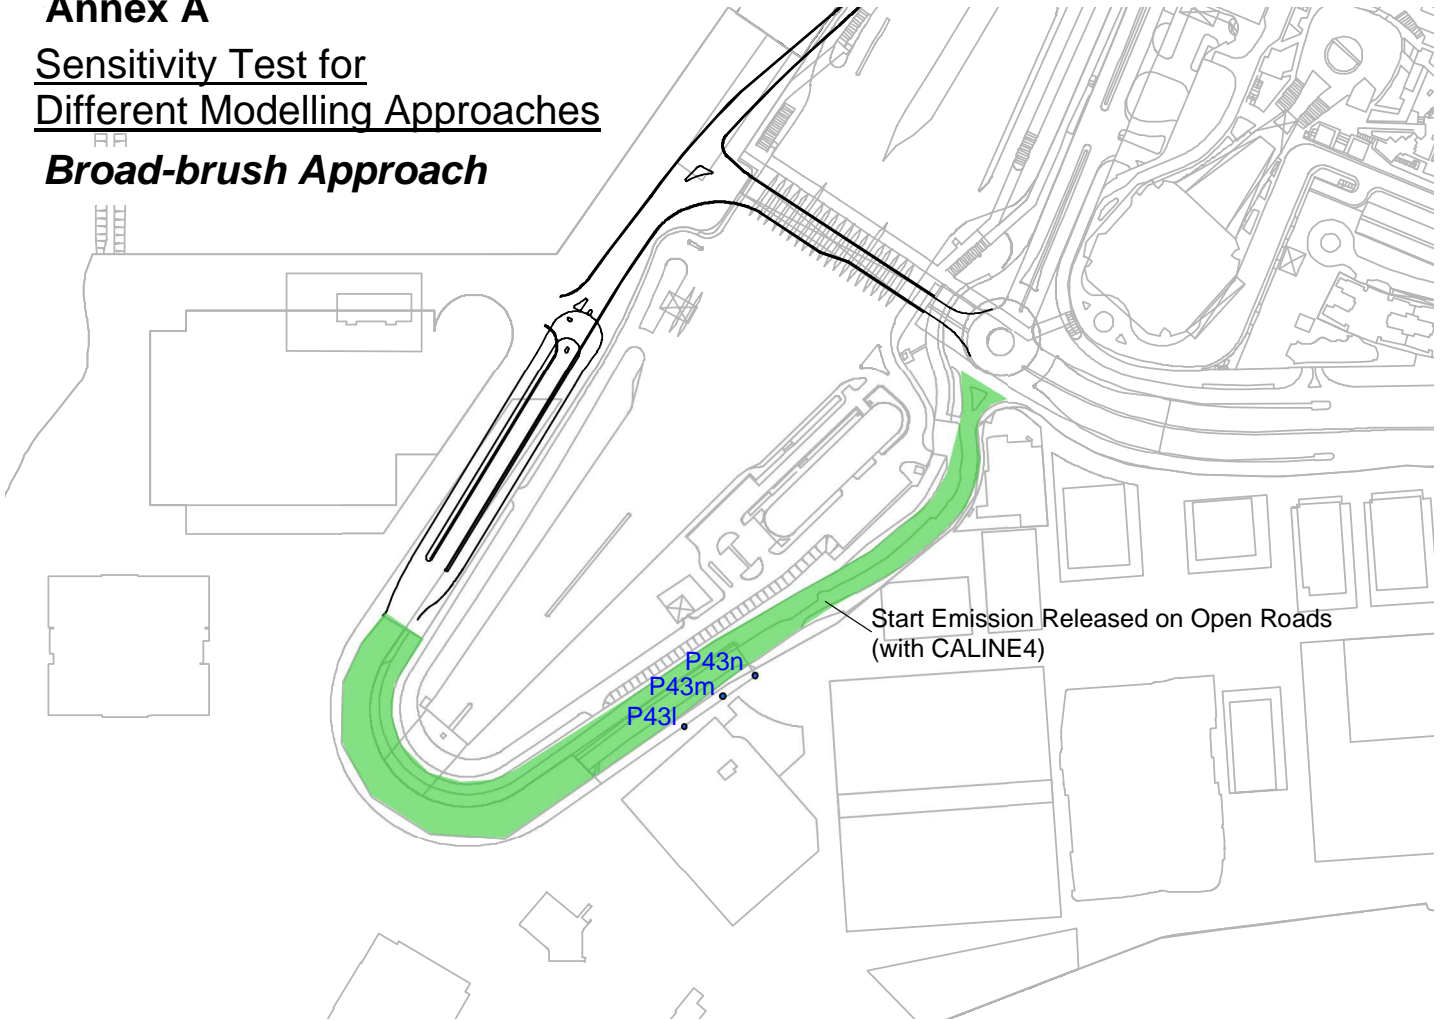 Annex A
Sensitivity Test for
Different Modelling Approaches
Broad-brush Approach
Start Emission Released on Open Roads
(with CALINE4)
P43n
P43m
P43l